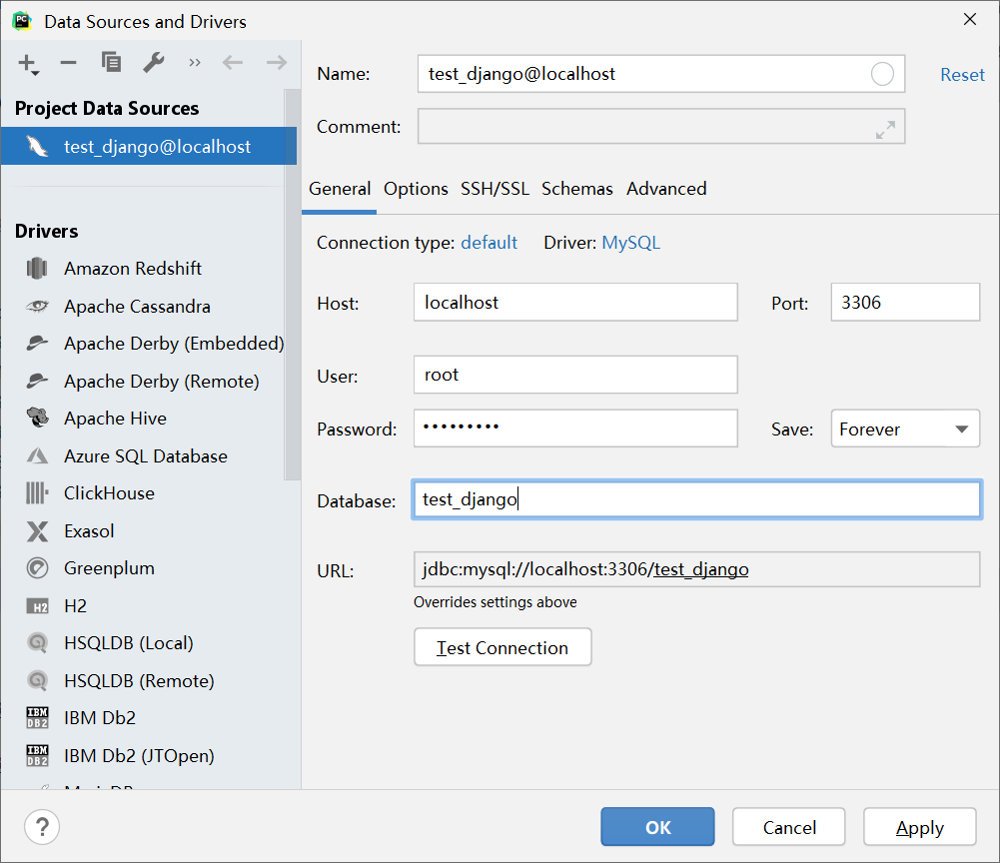 Data Sources and Drivers
Project Data Sources
test_django@localhost
Drivers
Amazon Redshift
Apache Cassandra
Apache Derby (Embedded)
Apache Derby (Remote)
Apache Hive
Azure SQL Database
ClickHouse
Exasol
Greenplum
H2
HSQLDB (Local)
HSQLDB (Remote)
IBM Db2
IBM Db2 (JTOpen)
Name: test_django@localhost Reset
Comment:
General Options SSH/SSL Schemas Advanced
Connection type: default Driver: MySQL
Host: localhost Port: 3306
User: root
Password: ••••••••• Save: Forever
Database: test_django
URL: jdbc:mysql://localhost:3306/test_django
Overrides settings above
Test Connection
? OK Cancel Apply